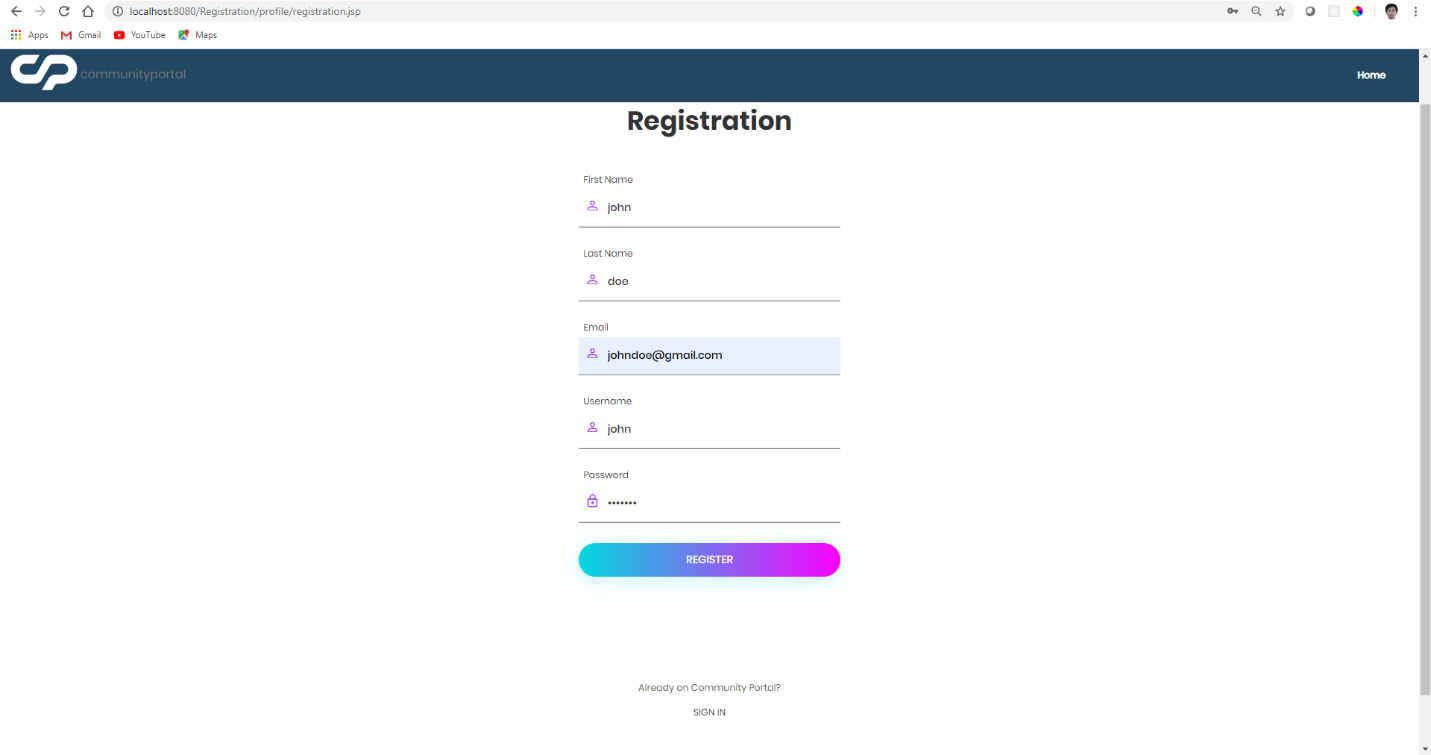 localhost:8080/Registration/profile/registration.jsp
Apps Gmail YouTube Maps
cp communityportal
Home
Registration
First Name
john
Last Name
doe
Email
johndoe@gmail.com
Username
john
Password
•••••••
REGISTER
Already on Community Portal?
SIGN IN